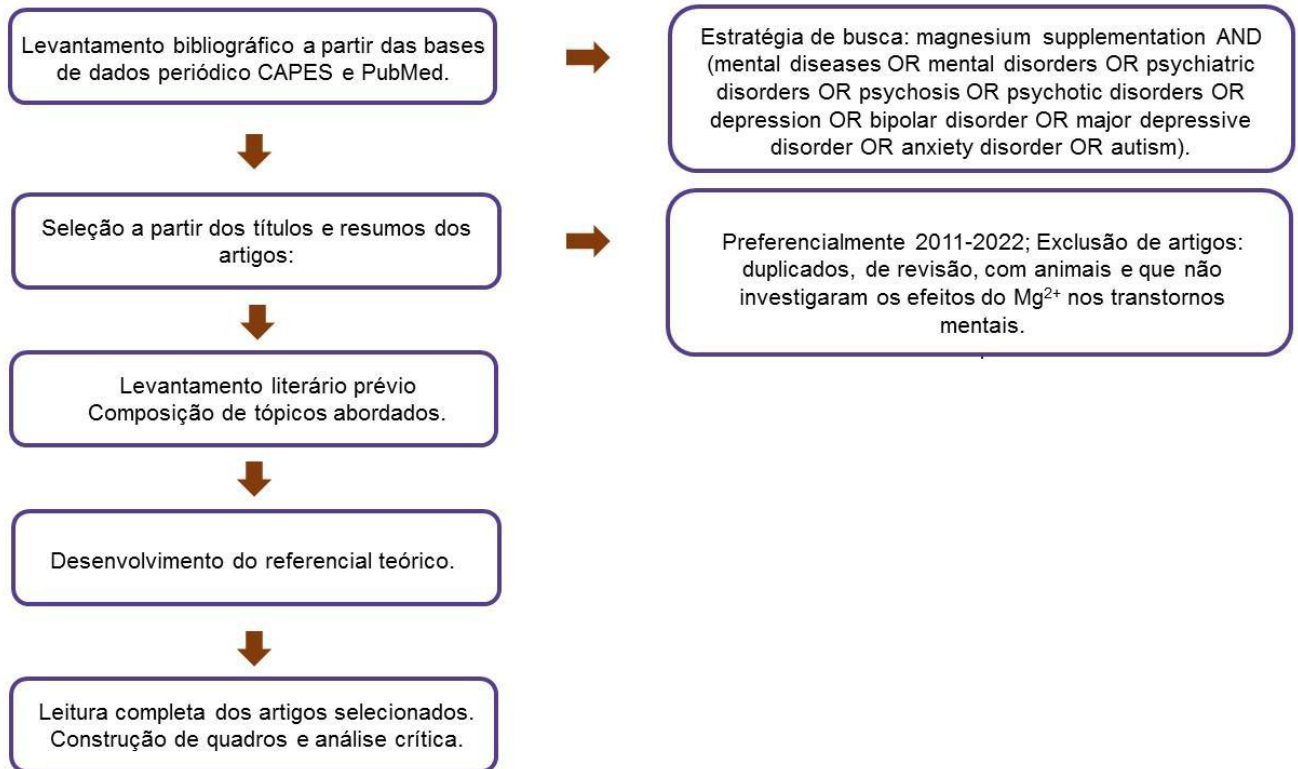 Levantamento bibliográfico a partir das bases
de dados periódico CAPES e PubMed.
Estratégia de busca: magnesium supplementation AND
(mental diseases OR mental disorders OR psychiatric
disorders OR psychosis OR psychotic disorders OR
depression OR bipolar disorder OR major depressive
disorder OR anxiety disorder OR autism).
Seleção a partir dos títulos e resumos dos
artigos:
Preferencialmente 2011-2022; Exclusão de artigos:
duplicados, de revisão, com animais e que não
investigaram os efeitos do Mg²⁺ nos transtornos
mentais.
Levantamento literário prévio
Composição de tópicos abordados.
Desenvolvimento do referencial teórico.
Leitura completa dos artigos selecionados.
Construção de quadros e análise crítica.